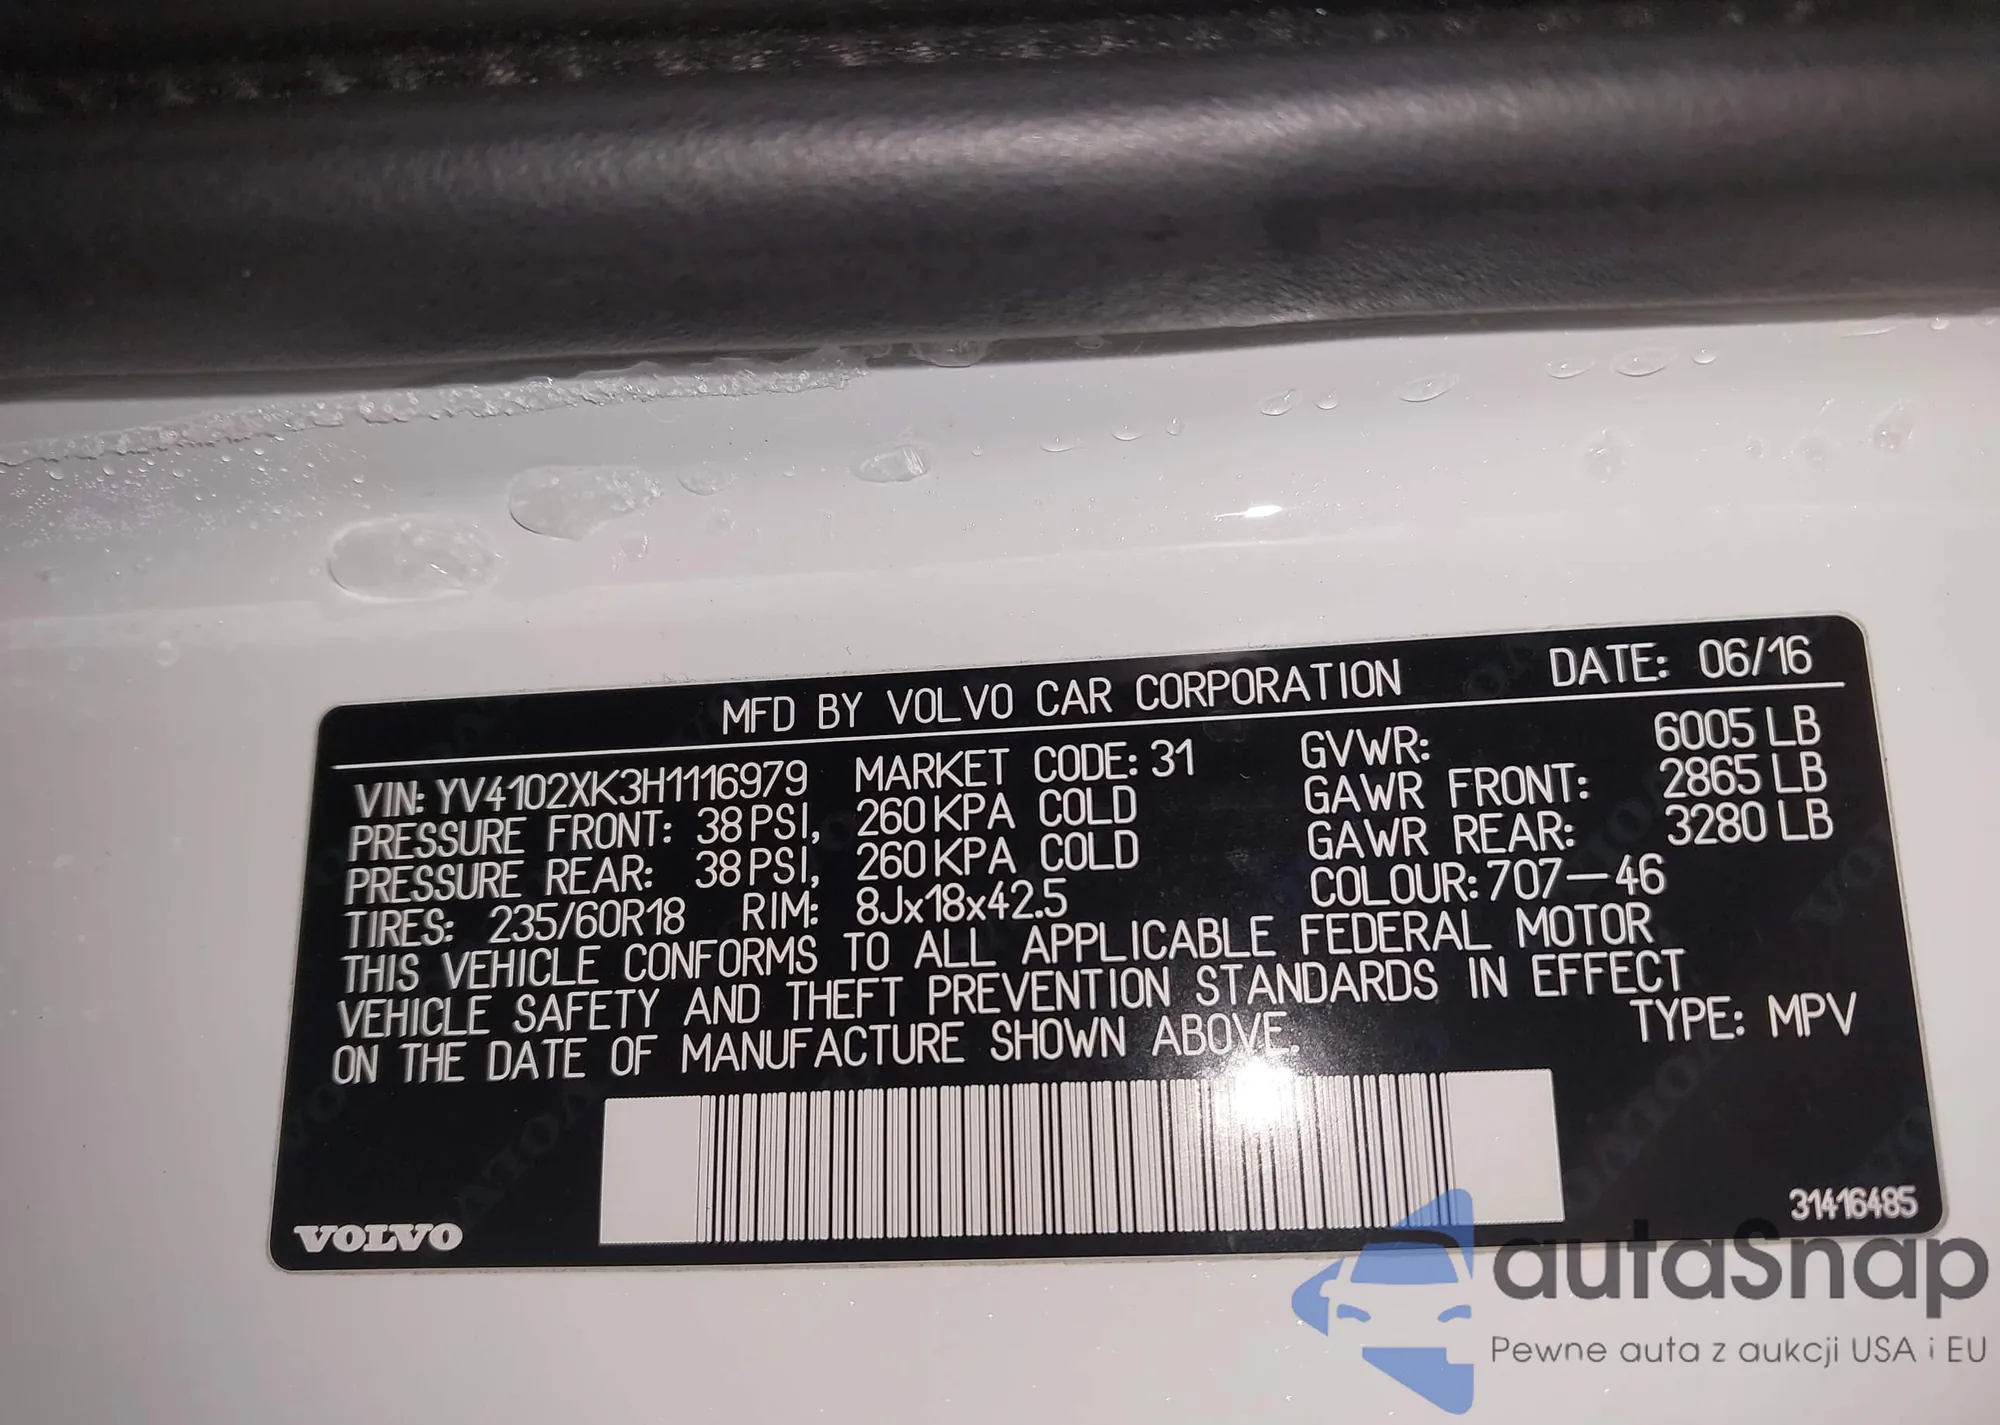 MFD BY VOLVO CAR CORPORATION DATE: 06/16
VIN: YV4102XK3H1116979 MARKET CODE: 31 GVWR: 6005 LB
PRESSURE FRONT: 38 PSI, 260 KPA COLD GAWR FRONT: 2865 LB
PRESSURE REAR: 38 PSI, 260 KPA COLD GAWR REAR: 3280 LB
TIRES: 235/60R18 RIM: 8Jx18x42.5 COLOUR: 707-46
THIS VEHICLE CONFORMS TO ALL APPLICABLE FEDERAL MOTOR
VEHICLE SAFETY AND THEFT PREVENTION STANDARDS IN EFFECT
ON THE DATE OF MANUFACTURE SHOWN ABOVE. TYPE: MPV
VOLVO 31416485
autaSnap
Pewne auta z aukcji USA i EU